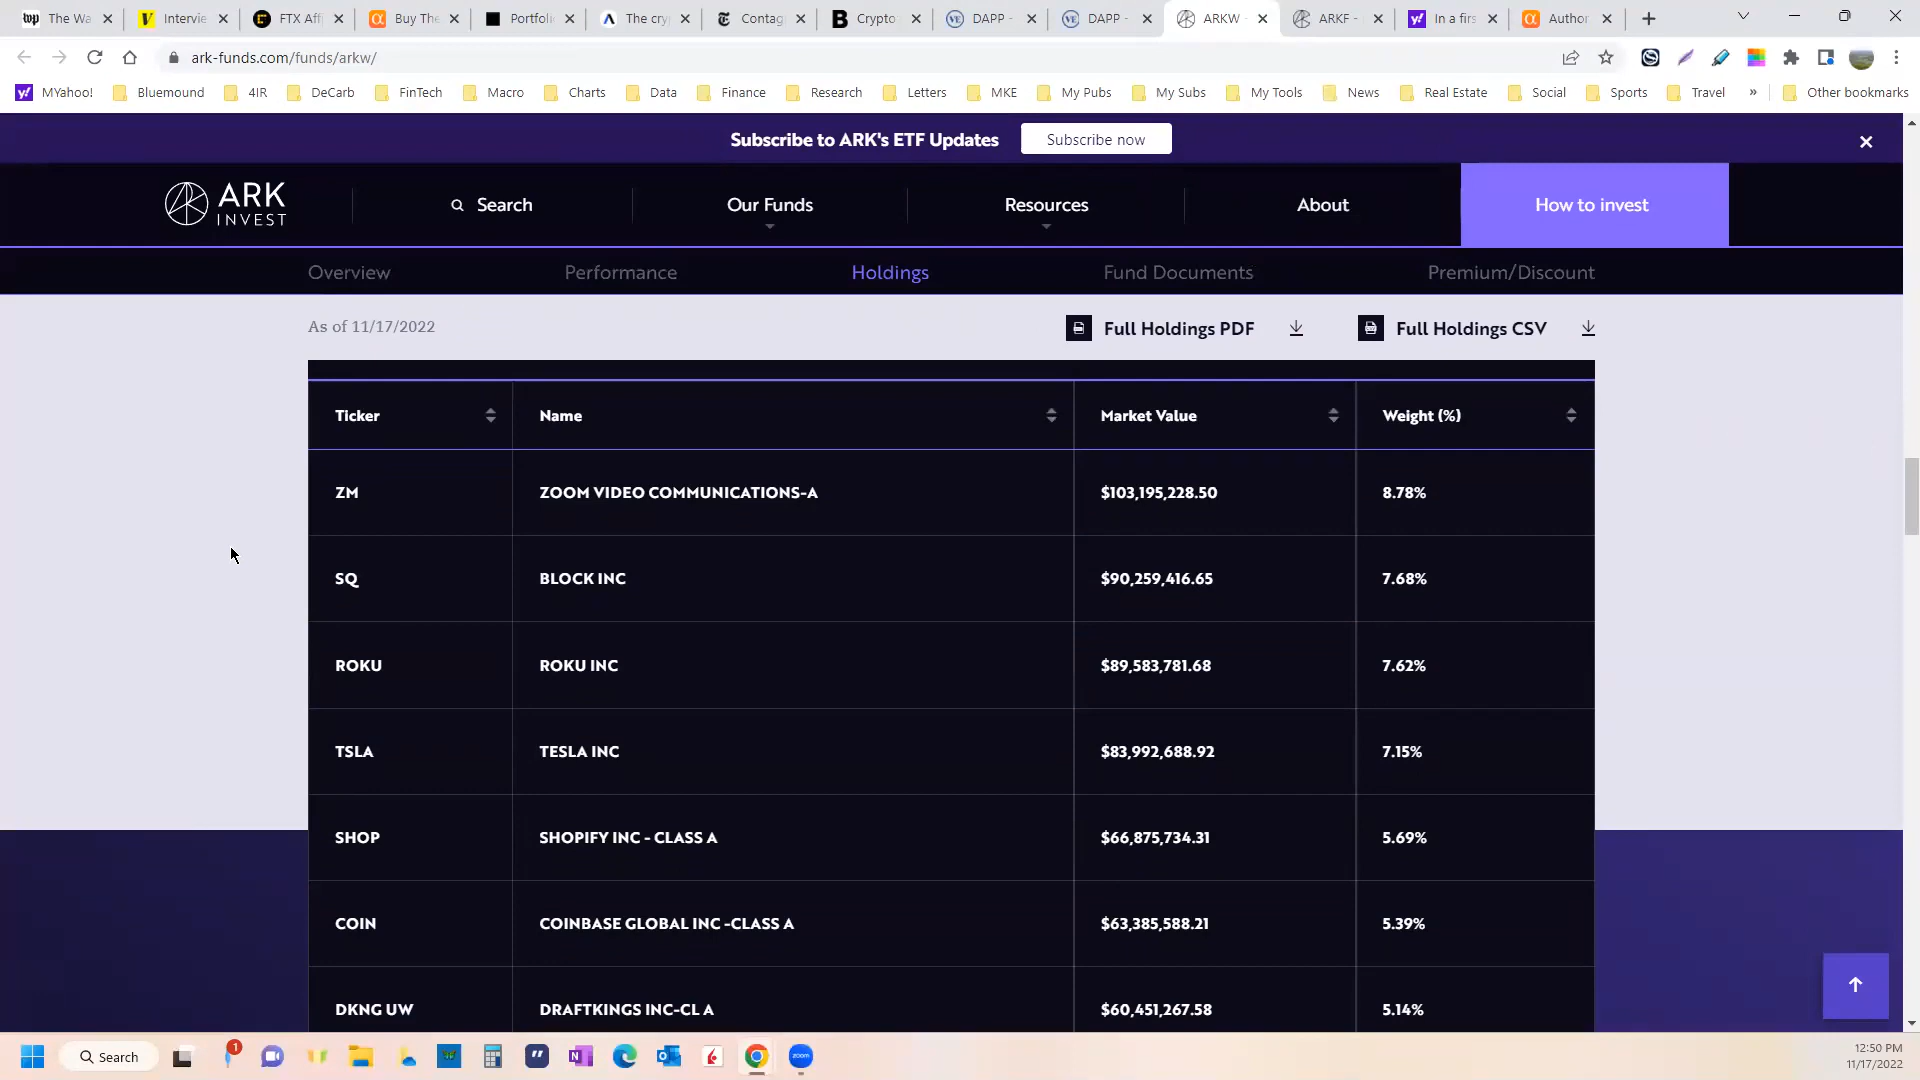 The Wa
Intervie
FTX Aff
Buy The
Portfoli
The cry
Contag
Crypto
DAPP -
DAPP -
ARKW -
ARKF -
In a firs
Author
ark-funds.com/funds/arkw/
MYahoo!
Bluemound
4IR
DeCarb
FinTech
Macro
Charts
Data
Finance
Research
Letters
MKE
My Pubs
My Subs
My Tools
News
Real Estate
Social
Sports
Travel
»
Other bookmarks
Subscribe to ARK's ETF Updates
Subscribe now
ARK
INVEST
Search
Our Funds
Resources
About
How to invest
Overview
Performance
Holdings
Fund Documents
Premium/Discount
As of 11/17/2022
Full Holdings PDF
Full Holdings CSV
Ticker Name Market Value Weight (%)
ZM ZOOM VIDEO COMMUNICATIONS-A $103,195,228.50 8.78%
SQ BLOCK INC $90,259,416.65 7.68%
ROKU ROKU INC $89,583,781.68 7.62%
TSLA TESLA INC $83,992,688.92 7.15%
SHOP SHOPIFY INC - CLASS A $66,875,734.31 5.69%
COIN COINBASE GLOBAL INC -CLASS A $63,385,588.21 5.39%
DKNG UW DRAFTKINGS INC-CL A $60,451,267.58 5.14%
Search
1
zoom
12:50 PM
11/17/2022